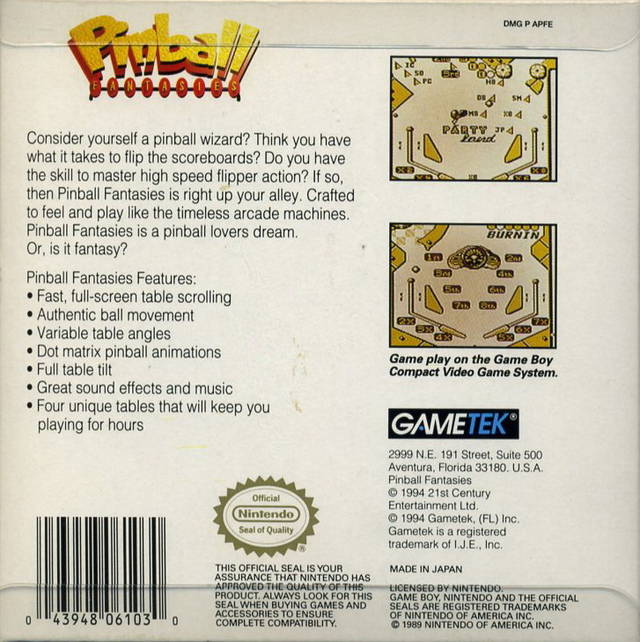 DMG P APFE
Pinball
FANTASIES
Consider yourself a pinball wizard? Think you have
what it takes to flip the scoreboards? Do you have
the skill to master high speed flipper action? If so,
then Pinball Fantasies is right up your alley. Crafted
to feel and play like the timeless arcade machines.
Pinball Fantasies is a pinball lovers dream.
Or, is it fantasy?
Pinball Fantasies Features:
• Fast, full-screen table scrolling
• Authentic ball movement
• Variable table angles
• Dot matrix pinball animations
• Full table tilt
• Great sound effects and music
• Four unique tables that will keep you
playing for hours
PARTY
Land
BURNIN
Game play on the Game Boy
Compact Video Game System.
GAMETEK®
2999 N.E. 191 Street, Suite 500
Aventura, Florida 33180. U.S.A.
Pinball Fantasies
© 1994 21st Century
Entertainment Ltd.
© 1994 Gametek, (FL) Inc.
Gametek is a registered
trademark of I.J.E., Inc.
MADE IN JAPAN
LICENSED BY NINTENDO.
GAME BOY, NINTENDO AND THE OFFICIAL
SEALS ARE REGISTERED TRADEMARKS
OF NINTENDO OF AMERICA INC.
© 1989 NINTENDO OF AMERICA INC.
Official
Nintendo
Seal of Quality
®
THIS OFFICIAL SEAL IS YOUR
ASSURANCE THAT NINTENDO HAS
APPROVED THE QUALITY OF THIS
PRODUCT. ALWAYS LOOK FOR THIS
SEAL WHEN BUYING GAMES AND
ACCESSORIES TO ENSURE
COMPLETE COMPATIBILITY.
0 43948 06103 0